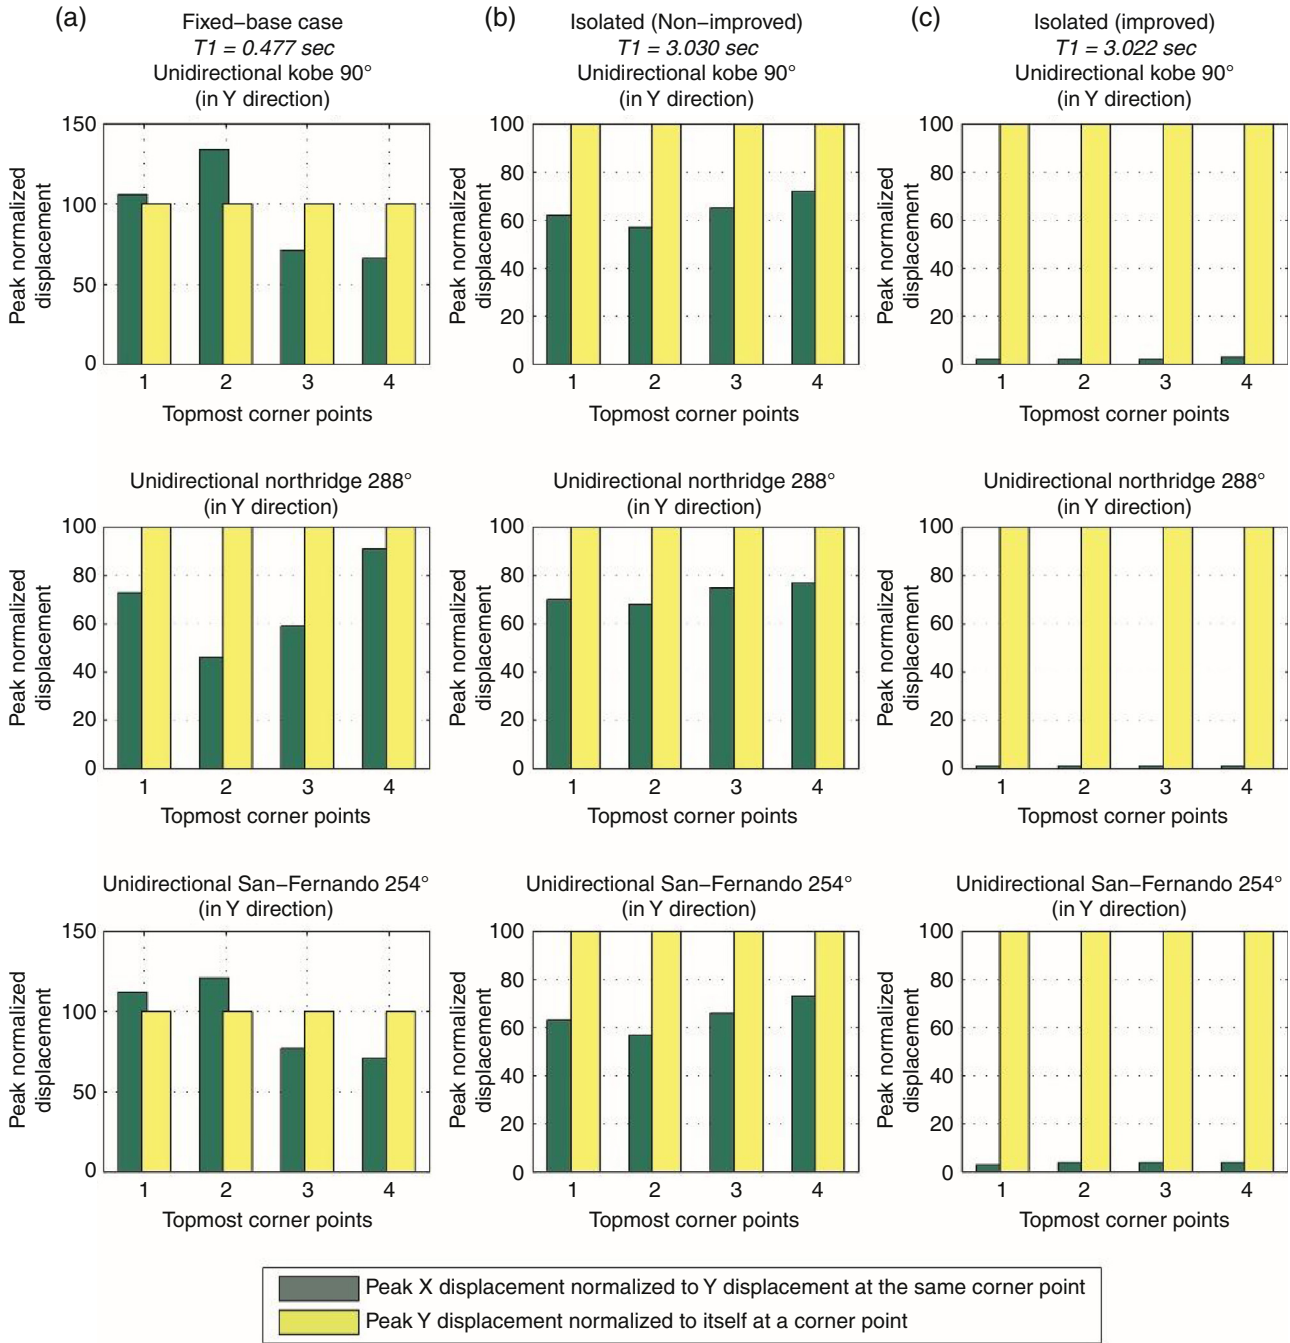 (a)
Fixed–base case
T1 = 0.477 sec
Unidirectional kobe 90°
(in Y direction)
150
100
50
0
Peak normalized
displacement
1 2 3 4
Topmost corner points
(b)
Isolated (Non–improved)
T1 = 3.030 sec
Unidirectional kobe 90°
(in Y direction)
100
80
60
40
20
0
Peak normalized
displacement
1 2 3 4
Topmost corner points
(c)
Isolated (improved)
T1 = 3.022 sec
Unidirectional kobe 90°
(in Y direction)
100
80
60
40
20
0
Peak normalized
displacement
1 2 3 4
Topmost corner points
Unidirectional northridge 288°
(in Y direction)
100
80
60
40
20
0
Peak normalized
displacement
1 2 3 4
Topmost corner points
Unidirectional northridge 288°
(in Y direction)
100
80
60
40
20
0
Peak normalized
displacement
1 2 3 4
Topmost corner points
Unidirectional northridge 288°
(in Y direction)
100
80
60
40
20
0
Peak normalized
displacement
1 2 3 4
Topmost corner points
Unidirectional San–Fernando 254°
(in Y direction)
150
100
50
0
Peak normalized
displacement
1 2 3 4
Topmost corner points
Unidirectional San–Fernando 254°
(in Y direction)
100
80
60
40
20
0
Peak normalized
displacement
1 2 3 4
Topmost corner points
Unidirectional San–Fernando 254°
(in Y direction)
100
80
60
40
20
0
Peak normalized
displacement
1 2 3 4
Topmost corner points
Peak X displacement normalized to Y displacement at the same corner point
Peak Y displacement normalized to itself at a corner point